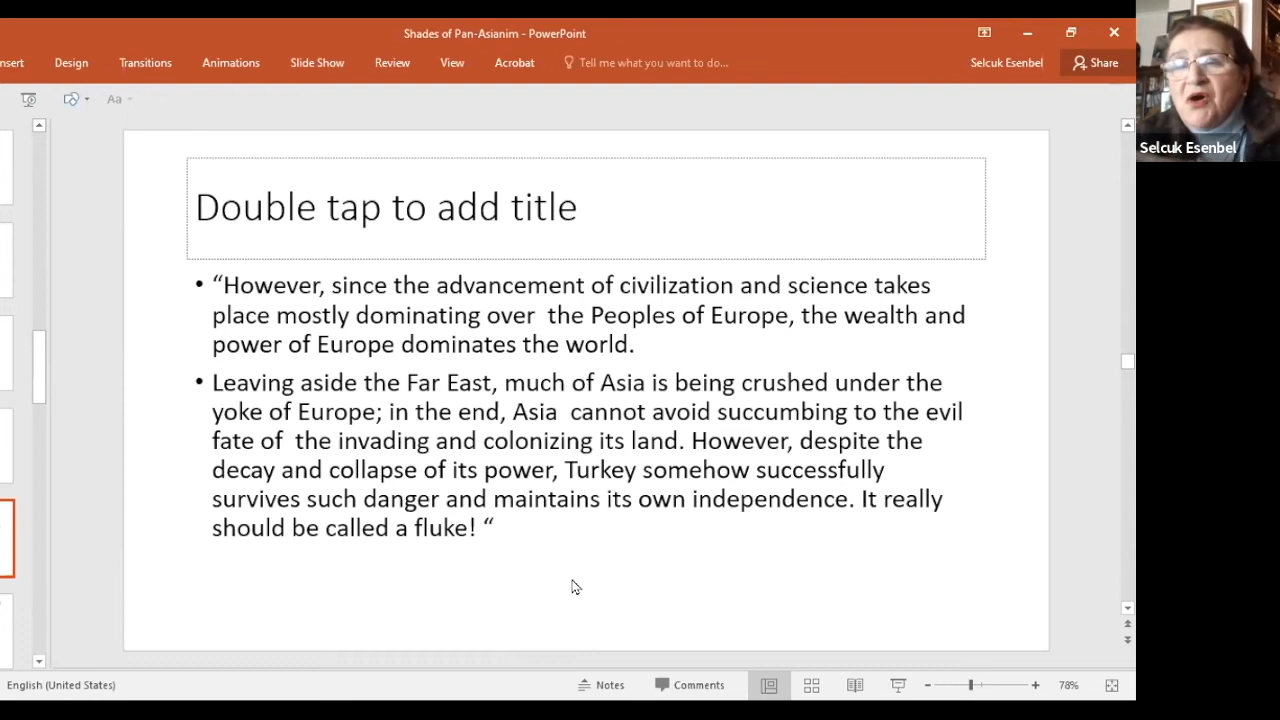 Shades of Pan-Asianim - PowerPoint
nsert Design Transitions Animations Slide Show Review View Acrobat Tell me what you want to do... Selcuk Esenbel Share
Aa
Selcuk Esenbel
Double tap to add title
• “However, since the advancement of civilization and science takes
place mostly dominating over the Peoples of Europe, the wealth and
power of Europe dominates the world.
• Leaving aside the Far East, much of Asia is being crushed under the
yoke of Europe; in the end, Asia cannot avoid succumbing to the evil
fate of the invading and colonizing its land. However, despite the
decay and collapse of its power, Turkey somehow successfully
survives such danger and maintains its own independence. It really
should be called a fluke! “
English (United States) Notes Comments 78%